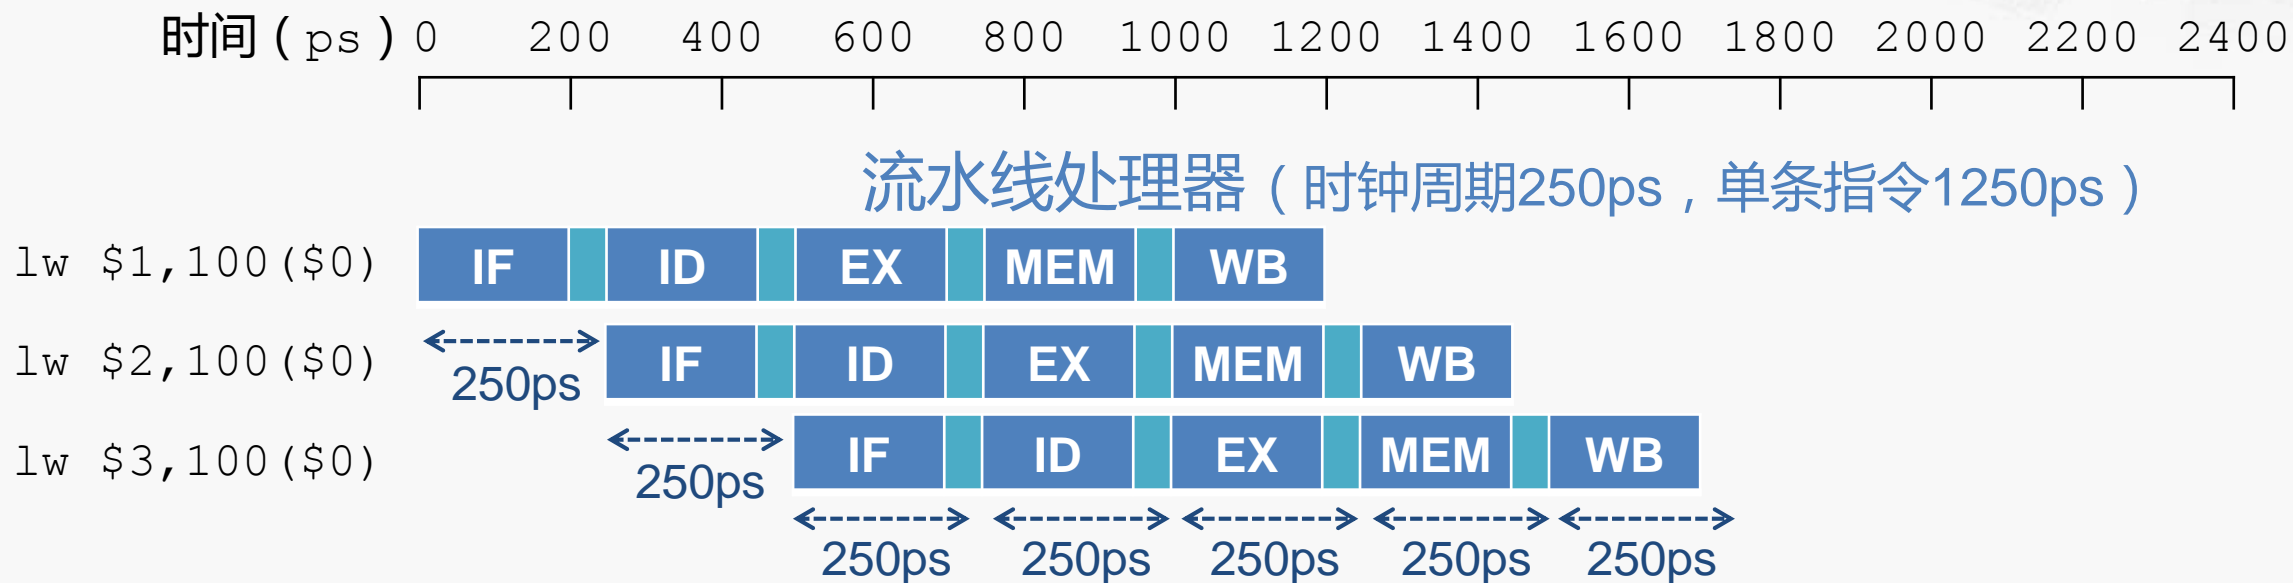 时间（ps）0 200 400 600 800 1000 1200 1400 1600 1800 2000 2200 2400
流水线处理器（时钟周期250ps，单条指令1250ps）
lw $1,100($0) IF ID EX MEM WB
lw $2,100($0) IF ID EX MEM WB
250ps
lw $3,100($0) IF ID EX MEM WB
250ps
250ps 250ps 250ps 250ps 250ps